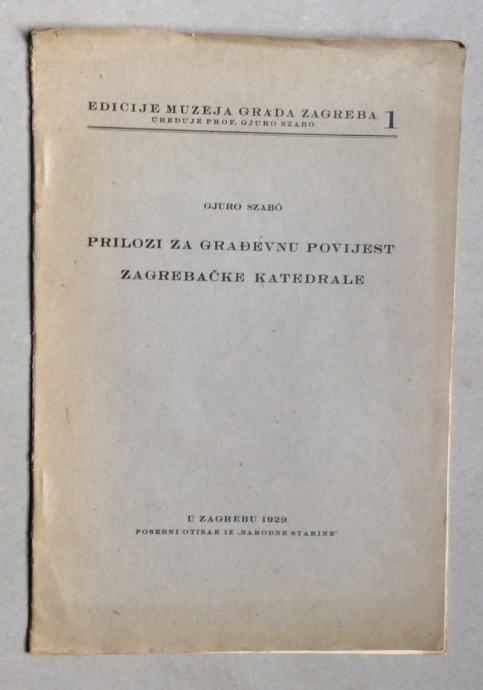 EDICIJE MUZEJA GRADA ZAGREBA 1
UREĐUJE PROF. GJURO SZABÓ
GJURO SZABÓ
PRILOZI ZA GRAĐEVNU POVIJEST
ZAGREBAČKE KATEDRALE
U ZAGREBU 1929.
POSEBNI OTISAK IZ „NARODNE STARINE"